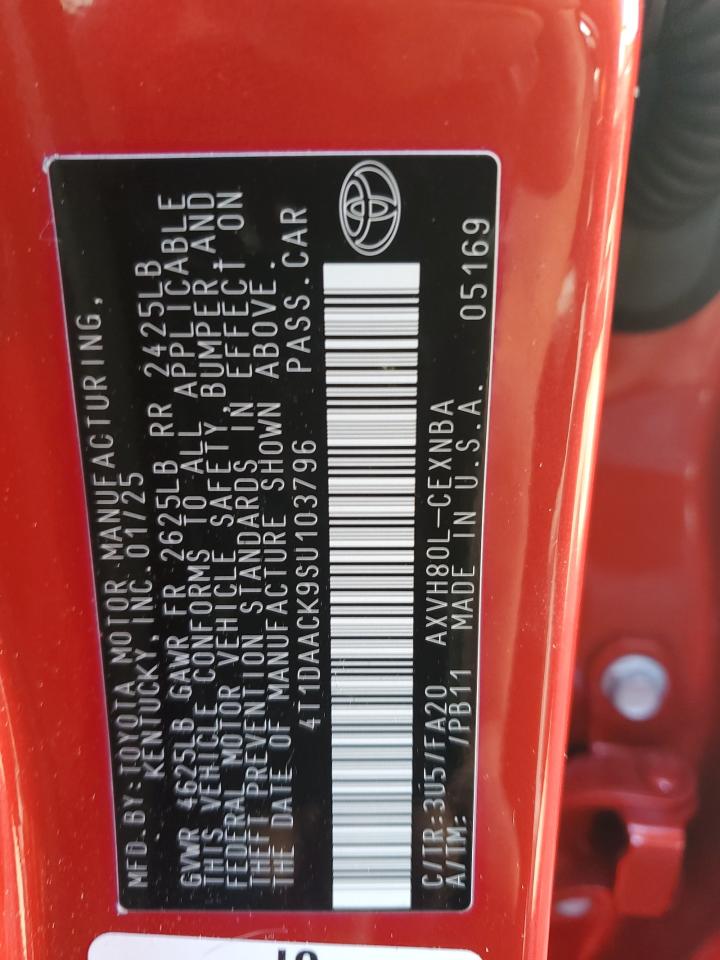 MFD.BY:TOYOTA MOTOR MANUFACTURING,
KENTUCKY, INC. 01/25
GVWR 4625LB GAWR FR 2625LB RR 2425LB
THIS VEHICLE CONFORMS TO ALL APPLICABLE
FEDERAL MOTOR VEHICLE SAFETY, BUMPER, AND
THEFT PREVENTION STANDARDS IN EFFECT ON
THE DATE OF MANUFACTURE SHOWN ABOVE.
4T1DAACK9SU103796 PASS.CAR
C/TR:3U5/FA20 AXVH80L-CEXNBA
A/TM: /PB11 MADE IN U.S.A. 05169